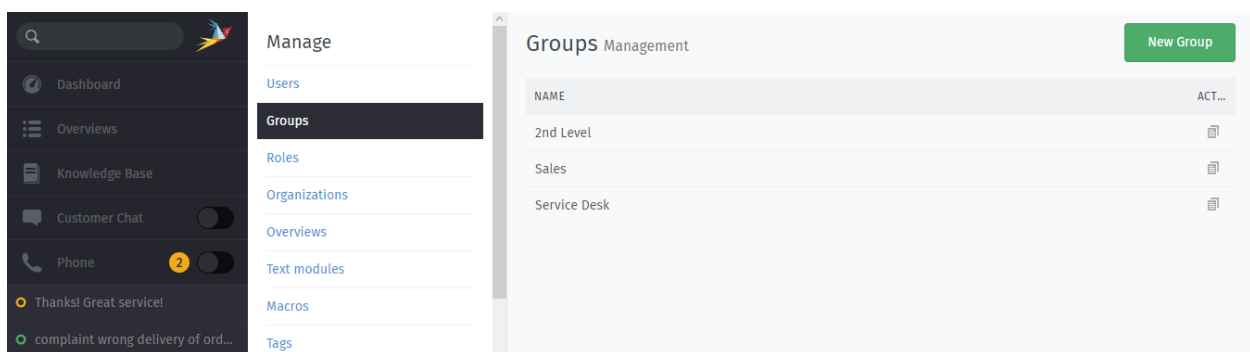 Dashboard
Overviews
Knowledge Base
Customer Chat
Phone
2
Thanks! Great service!
complaint wrong delivery of ord...
Manage
Users
Groups
Roles
Organizations
Overviews
Text modules
Macros
Tags
Groups Management
New Group
NAME
ACT...
2nd Level
Sales
Service Desk